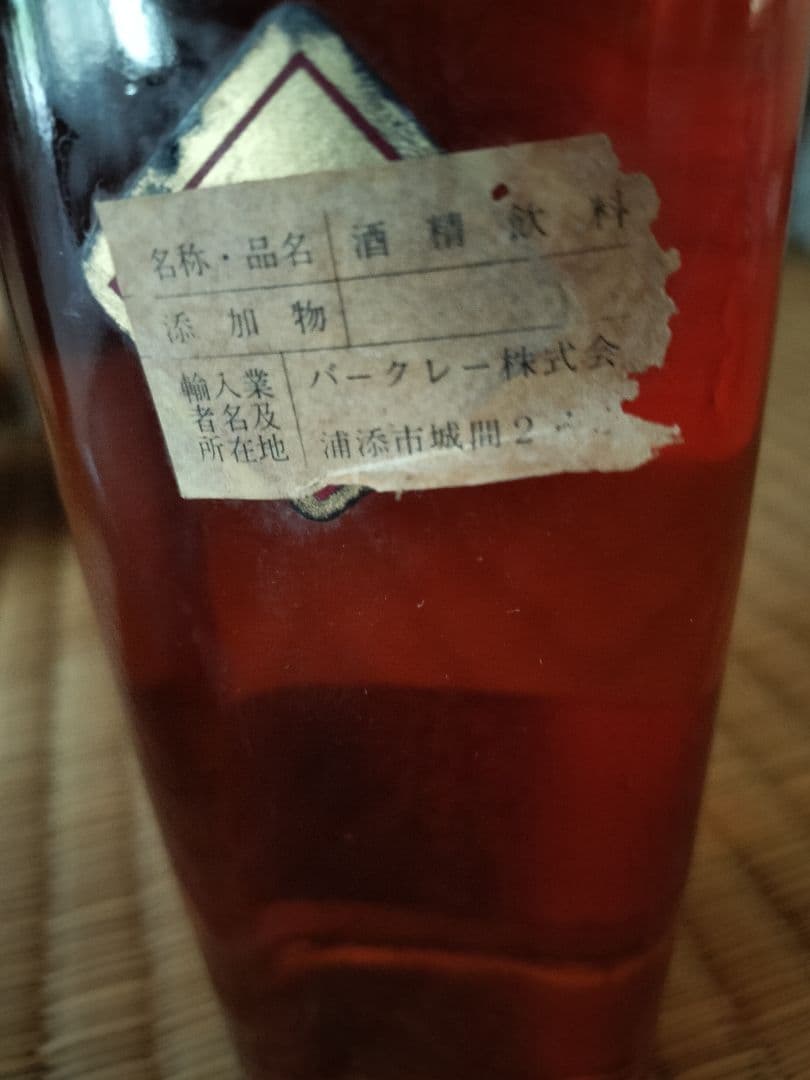 名称・品名 酒精飲料
添加物
輸入業者名及所在地 バークレー株式会
浦添市城間2